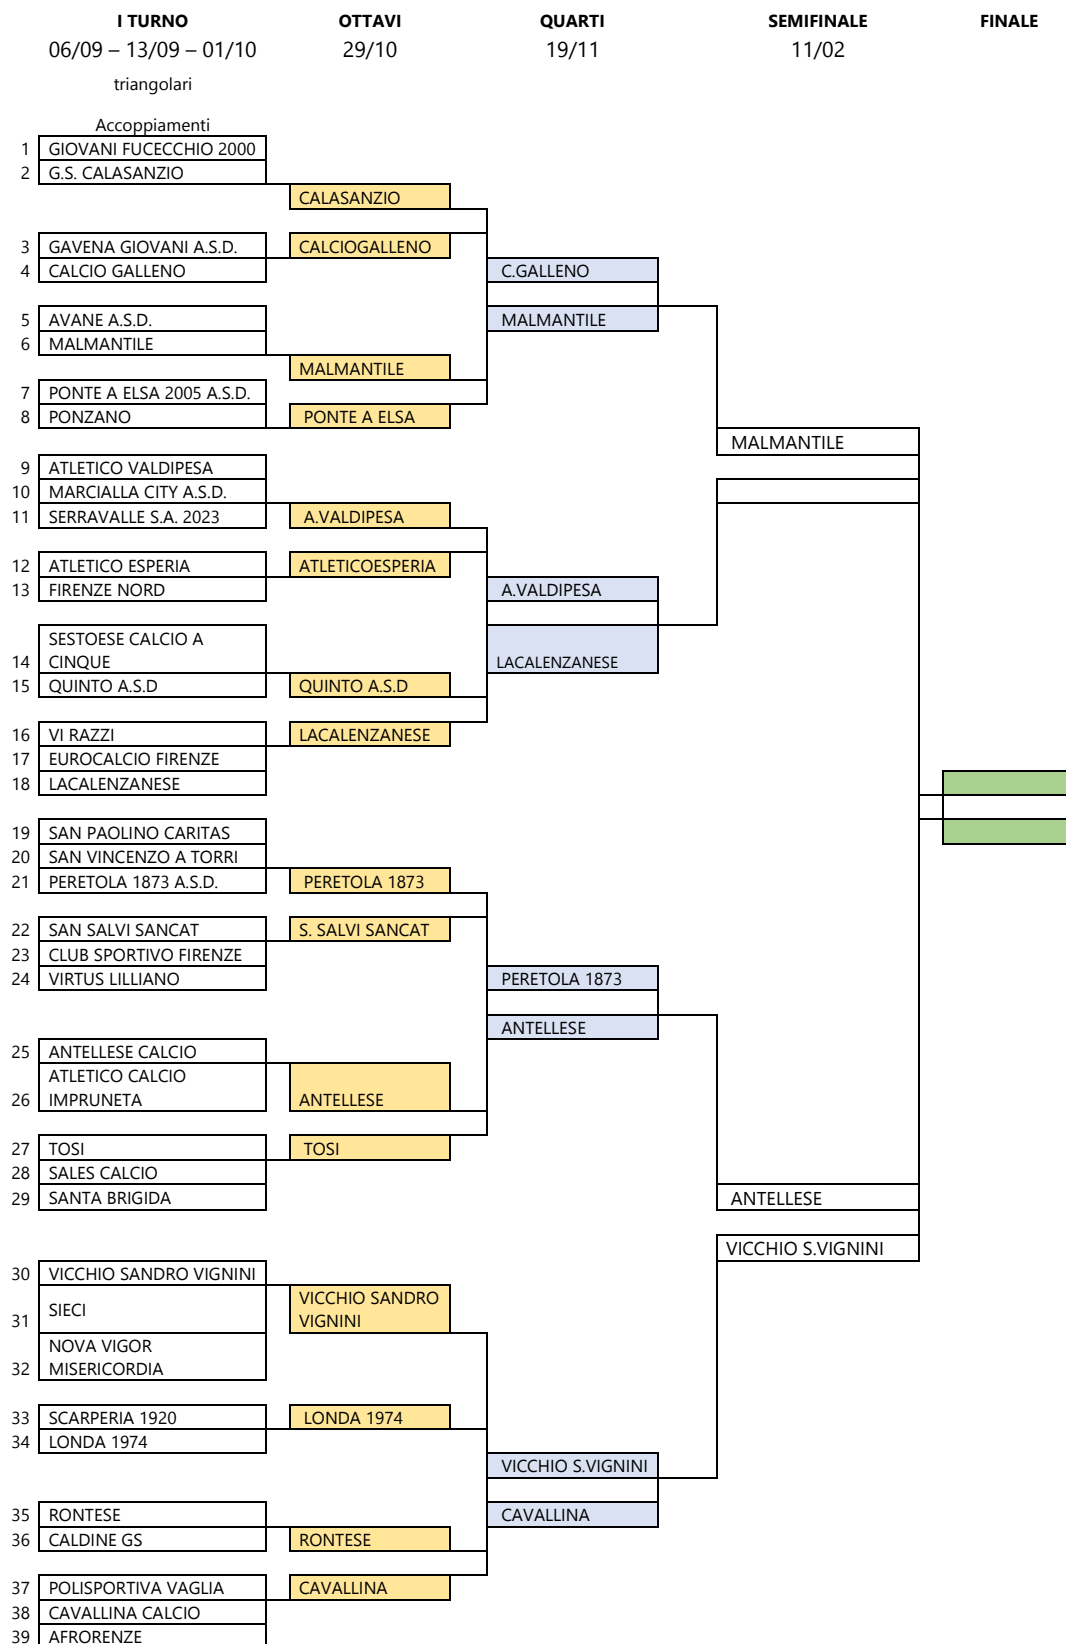 I TURNO OTTAVI QUARTI SEMIFINALE FINALE
06/09 – 13/09 – 01/10 29/10 19/11 11/02
triangolari
Accoppiamenti
1 GIOVANI FUCECCHIO 2000
2 G.S. CALASANZIO
CALASANZIO
3 GAVENA GIOVANI A.S.D. CALCIOGALLENO
4 CALCIO GALLENO C.GALLENO
5 AVANE A.S.D. MALMANTILE
6 MALMANTILE
MALMANTILE
7 PONTE A ELSA 2005 A.S.D.
8 PONZANO PONTE A ELSA
MALMANTILE
9 ATLETICO VALDIPESA
10 MARCIALLA CITY A.S.D.
11 SERRAVALLE S.A. 2023 A.VALDIPESA
12 ATLETICO ESPERIA ATLETICOESPERIA
13 FIRENZE NORD A.VALDIPESA
SESTOESE CALCIO A
14 CINQUE LACALENZANESE
15 QUINTO A.S.D QUINTO A.S.D
16 VI RAZZI LACALENZANESE
17 EUROCALCIO FIRENZE
18 LACALENZANESE
19 SAN PAOLINO CARITAS
20 SAN VINCENZO A TORRI
21 PERETOLA 1873 A.S.D. PERETOLA 1873
22 SAN SALVI SANCAT S. SALVI SANCAT
23 CLUB SPORTIVO FIRENZE
24 VIRTUS LILLIANO PERETOLA 1873
ANTELLESE
25 ANTELLESE CALCIO
ATLETICO CALCIO
26 IMPRUNETA ANTELLESE
27 TOSI TOSI
28 SALES CALCIO
29 SANTA BRIGIDA ANTELLESE
VICCHIO S.VIGNINI
30 VICCHIO SANDRO VIGNINI
VICCHIO SANDRO
31 SIECI VIGNINI
NOVA VIGOR
32 MISERICORDIA
33 SCARPERIA 1920 LONDA 1974
34 LONDA 1974
VICCHIO S.VIGNINI
35 RONTESE CAVALLINA
36 CALDINE GS RONTESE
37 POLISPORTIVA VAGLIA CAVALLINA
38 CAVALLINA CALCIO
39 AFRORENZE